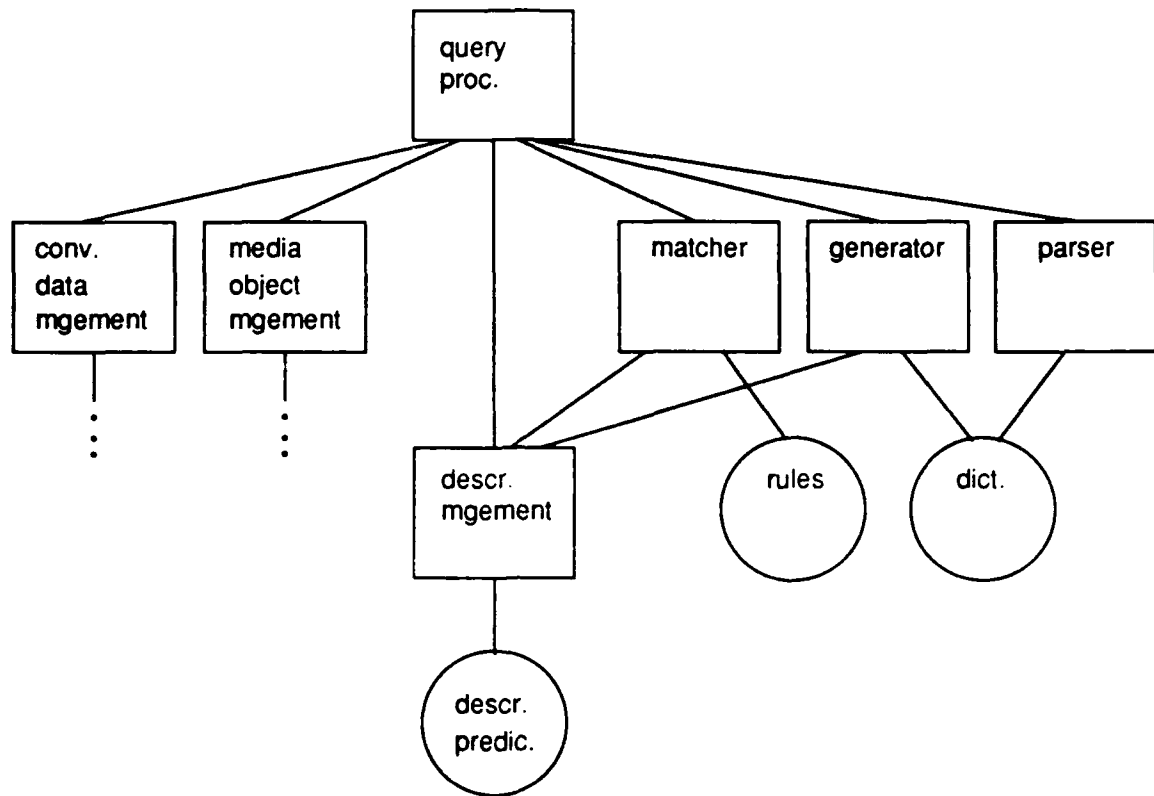 query
proc.
conv.
data
mgement
media
object
mgement
matcher
generator
parser
descr.
mgement
rules
dict.
descr.
predic.